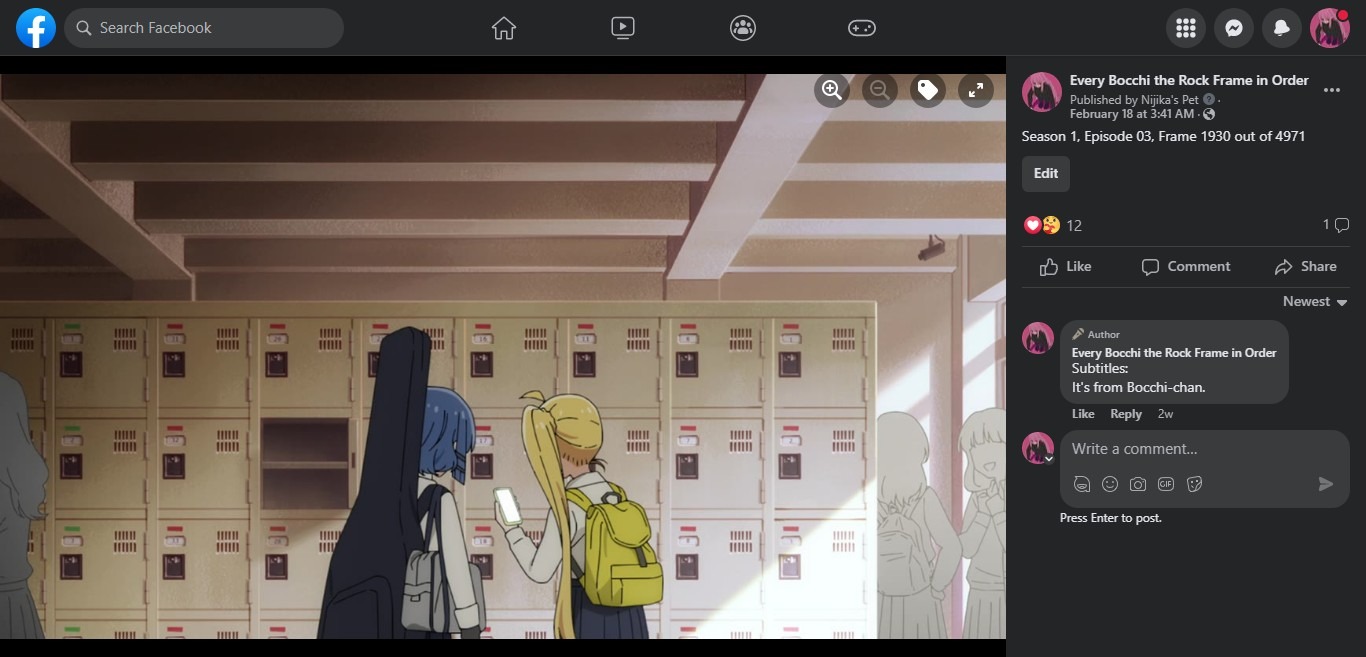 Search Facebook
Every Bocchi the Rock Frame in Order
Published by Nijika's Pet ·
February 18 at 3:41 AM ·
Season 1, Episode 03, Frame 1930 out of 4971
Edit
12
1
Like
Comment
Share
Newest
Author
Every Bocchi the Rock Frame in Order
Subtitles:
It's from Bocchi-chan.
Like Reply 2w
Write a comment...
GIF
Press Enter to post.